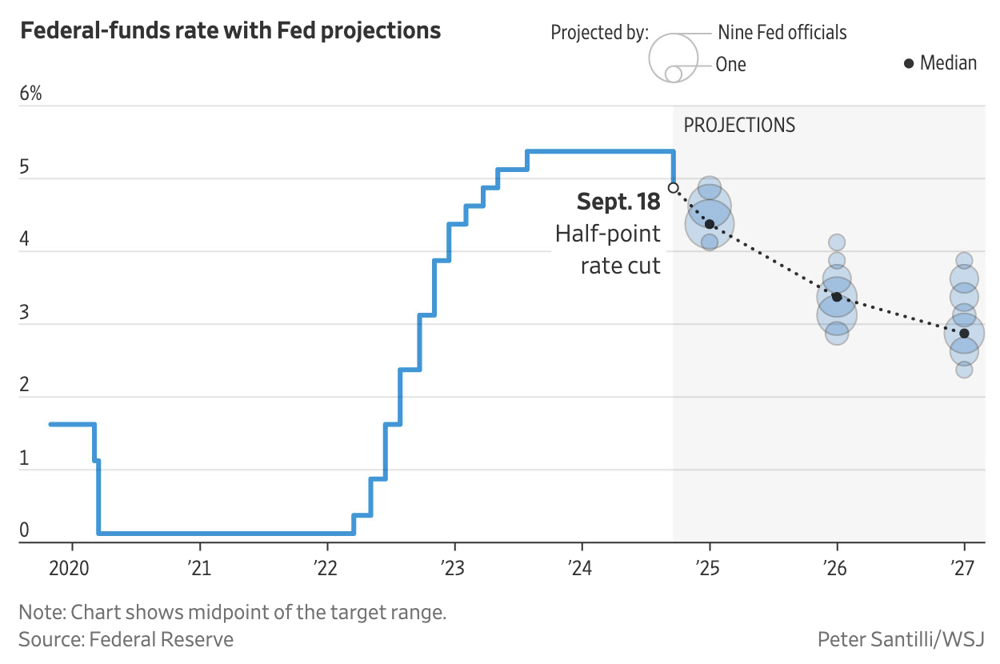 Federal-funds rate with Fed projections
Projected by:
Nine Fed officials
One
Median
6%
PROJECTIONS
5
Sept. 18
Half-point
rate cut
4
3
2
1
0
2020 ’21 ’22 ’23 ’24 ’25 ’26 ’27
Note: Chart shows midpoint of the target range.
Source: Federal Reserve
Peter Santilli/WSJ